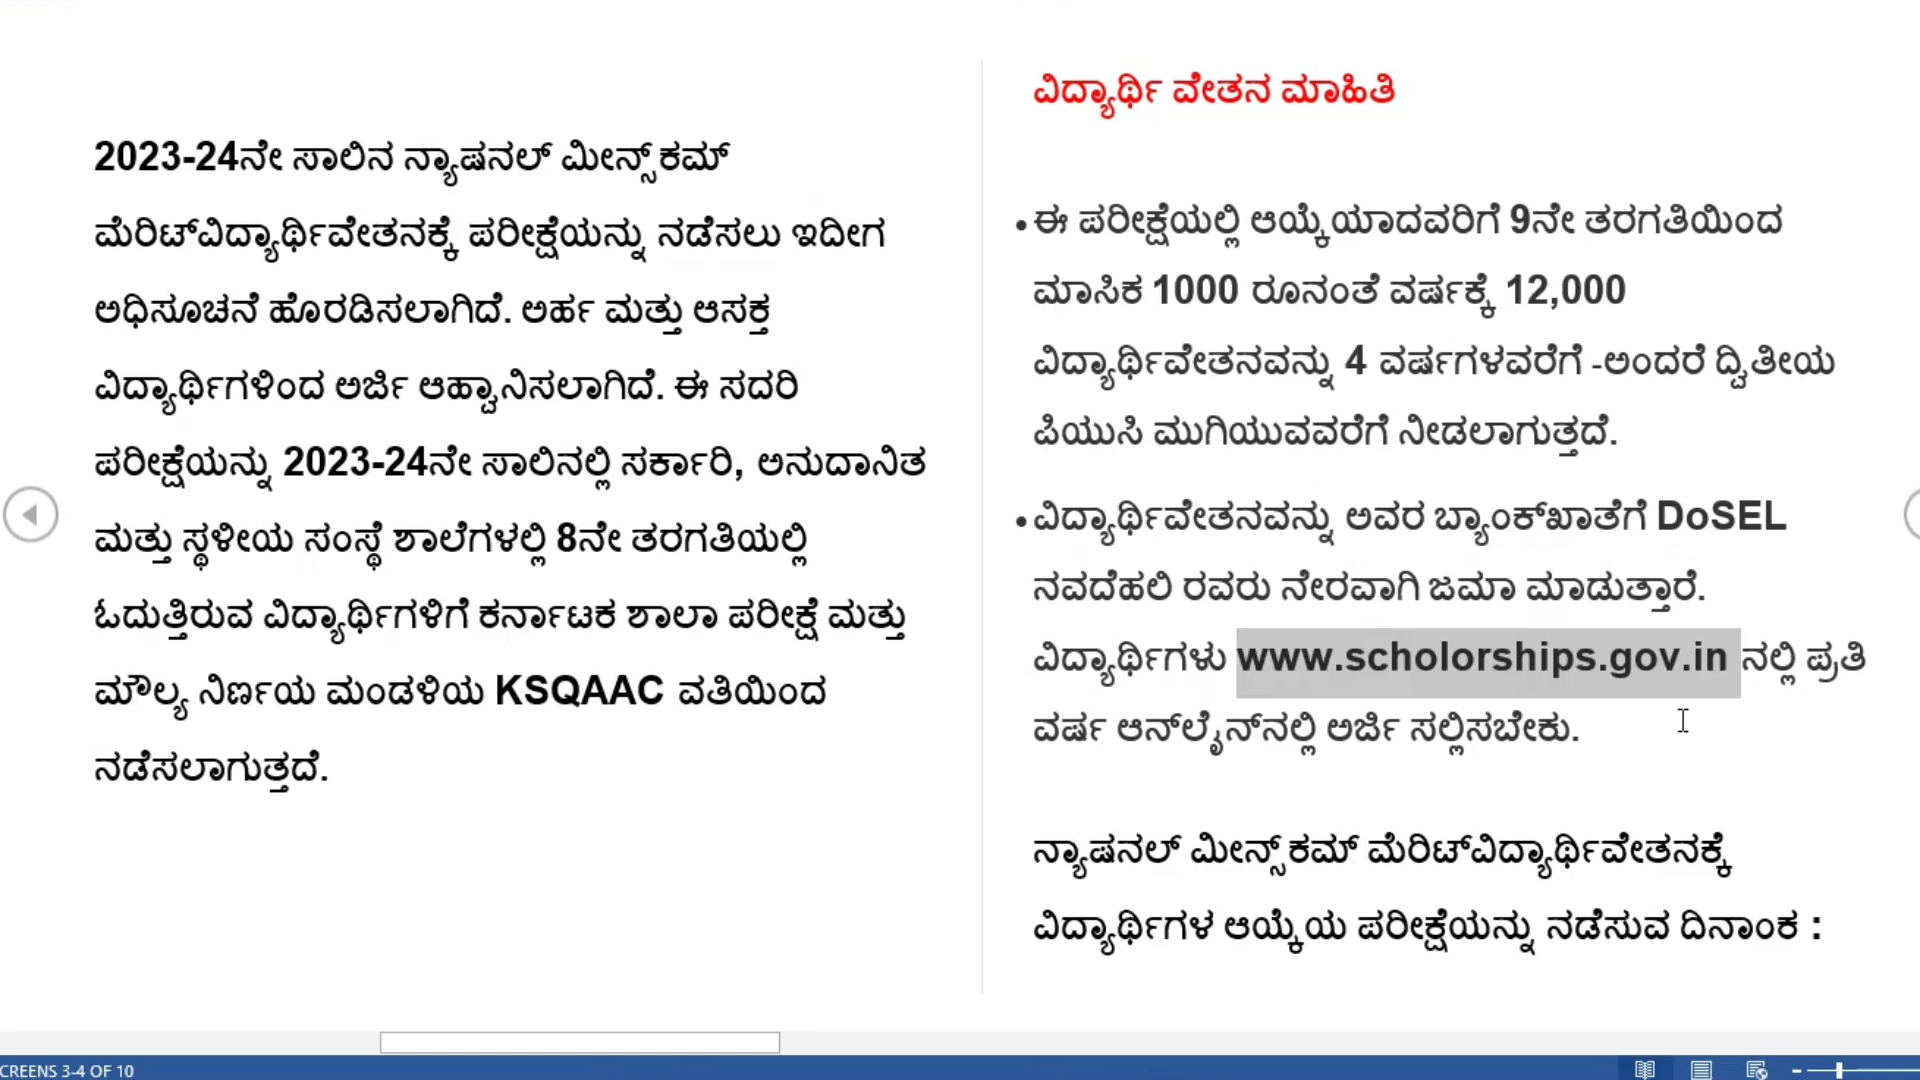 2023-24ನೇ ಸಾಲಿನ ನ್ಯಾಷನಲ್ ಮೀನ್ಸ್‌ಕಮ್
ಮೆರಿಟ್‌ವಿದ್ಯಾರ್ಥಿವೇತನಕ್ಕೆ ಪರೀಕ್ಷೆಯನ್ನು ನಡೆಸಲು ಇದೀಗ
ಅಧಿಸೂಚನೆ ಹೊರಡಿಸಲಾಗಿದೆ. ಅರ್ಹ ಮತ್ತು ಆಸಕ್ತ
ವಿದ್ಯಾರ್ಥಿಗಳಿಂದ ಅರ್ಜಿ ಆಹ್ವಾನಿಸಲಾಗಿದೆ. ಈ ಸದರಿ
ಪರೀಕ್ಷೆಯನ್ನು 2023-24ನೇ ಸಾಲಿನಲ್ಲಿ ಸರ್ಕಾರಿ, ಅನುದಾನಿತ
ಮತ್ತು ಸ್ಥಳೀಯ ಸಂಸ್ಥೆ ಶಾಲೆಗಳಲ್ಲಿ 8ನೇ ತರಗತಿಯಲ್ಲಿ
ಓದುತ್ತಿರುವ ವಿದ್ಯಾರ್ಥಿಗಳಿಗೆ ಕರ್ನಾಟಕ ಶಾಲಾ ಪರೀಕ್ಷೆ ಮತ್ತು
ಮೌಲ್ಯ ನಿರ್ಣಯ ಮಂಡಳಿಯ KSQAAC ವತಿಯಿಂದ
ನಡೆಸಲಾಗುತ್ತದೆ.
ವಿದ್ಯಾರ್ಥಿ ವೇತನ ಮಾಹಿತಿ
• ಈ ಪರೀಕ್ಷೆಯಲ್ಲಿ ಆಯ್ಕೆಯಾದವರಿಗೆ 9ನೇ ತರಗತಿಯಿಂದ
ಮಾಸಿಕ 1000 ರೂನಂತೆ ವರ್ಷಕ್ಕೆ 12,000
ವಿದ್ಯಾರ್ಥಿವೇತನವನ್ನು 4 ವರ್ಷಗಳವರೆಗೆ -ಅಂದರೆ ದ್ವಿತೀಯ
ಪಿಯುಸಿ ಮುಗಿಯುವವರೆಗೆ ನೀಡಲಾಗುತ್ತದೆ.
• ವಿದ್ಯಾರ್ಥಿವೇತನವನ್ನು ಅವರ ಬ್ಯಾಂಕ್‌ಖಾತೆಗೆ DoSEL
ನವದೆಹಲಿ ರವರು ನೇರವಾಗಿ ಜಮಾ ಮಾಡುತ್ತಾರೆ.
ವಿದ್ಯಾರ್ಥಿಗಳು www.scholorships.gov.in ನಲ್ಲಿ ಪ್ರತಿ
ವರ್ಷ ಆನ್‌ಲೈನ್‌ನಲ್ಲಿ ಅರ್ಜಿ ಸಲ್ಲಿಸಬೇಕು.
ನ್ಯಾಷನಲ್ ಮೀನ್ಸ್‌ಕಮ್ ಮೆರಿಟ್‌ವಿದ್ಯಾರ್ಥಿವೇತನಕ್ಕೆ
ವಿದ್ಯಾರ್ಥಿಗಳ ಆಯ್ಕೆಯ ಪರೀಕ್ಷೆಯನ್ನು ನಡೆಸುವ ದಿನಾಂಕ :
CREENS 3-4 OF 10